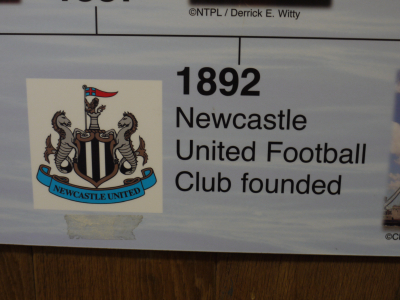 ©NTPL / Derrick E. Witty
1892
Newcastle
United Football
Club founded
NEWCASTLE UNITED